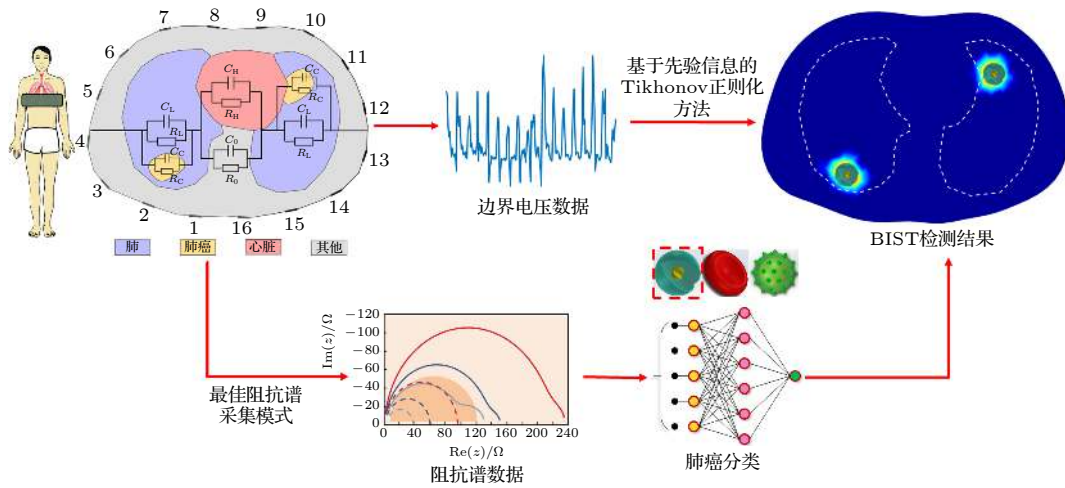 7
8
9
10
6
11
5
12
4
13
3
14
2
1
16
15
C_H
R_H
C_C
R_C
C_L
R_L
C_L
R_L
C_C
R_C
C_0
R_0
肺
肺癌
心脏
其他
边界电压数据
基于先验信息的
Tikhonov正则化
方法
BIST检测结果
最佳阻抗谱
采集模式
Im(z)/Ω
−120
−100
−80
−60
−40
−20
0
0 40 80 120 160 200 240
Re(z)/Ω
阻抗谱数据
肺癌分类